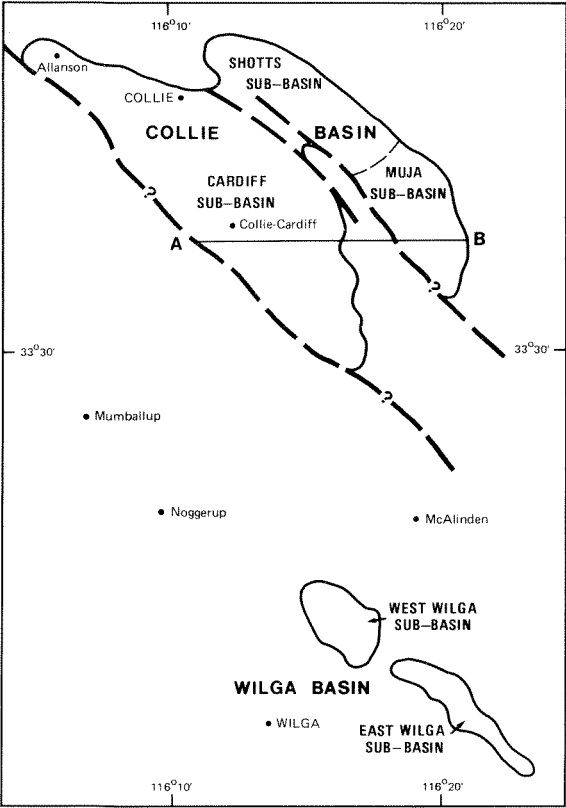 116°10'
116°20'
Allanson
SHOTTS
SUB–BASIN
COLLIE
COLLIE
BASIN
MUJA
SUB–BASIN
CARDIFF
SUB–BASIN
?
Collie-Cardiff
A
B
?
33°30'
33°30'
?
Mumballup
Noggerup
McAlinden
WEST WILGA
SUB–BASIN
WILGA BASIN
WILGA
EAST WILGA
SUB–BASIN
116°10'
116°20'